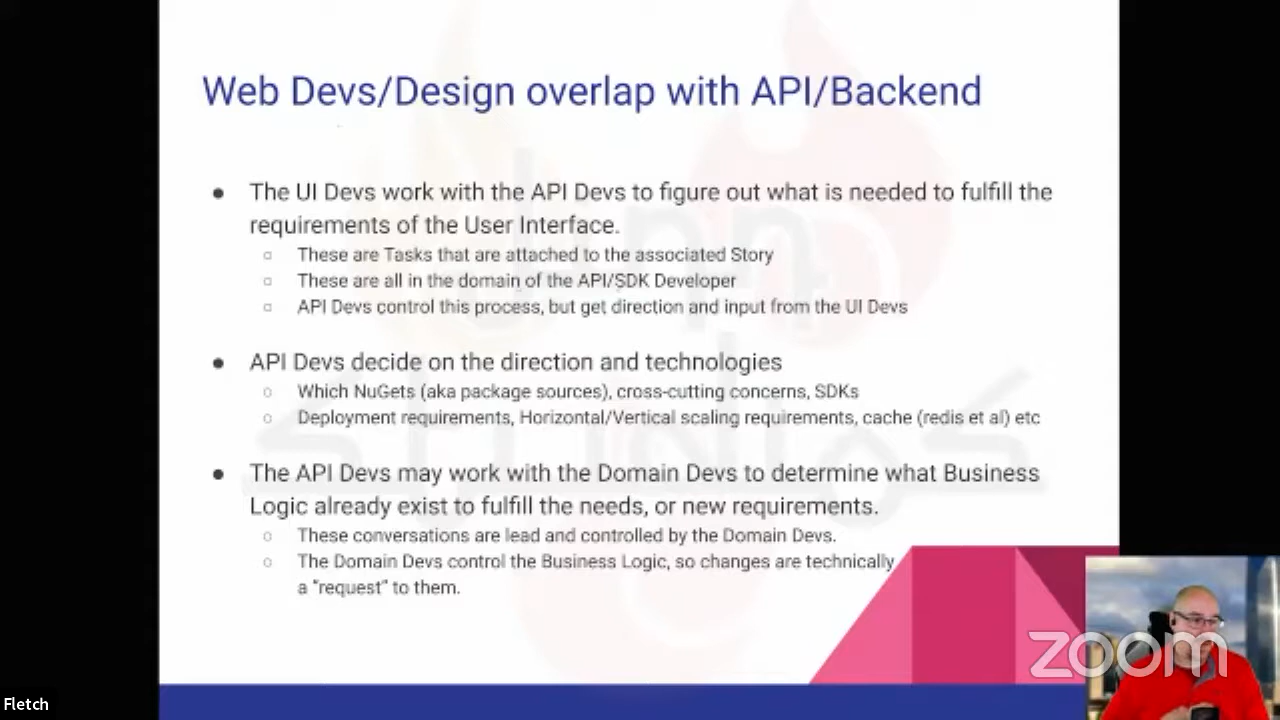 Web Devs/Design overlap with API/Backend
● The UI Devs work with the API Devs to figure out what is needed to fulfill the
requirements of the User Interface.
○ These are Tasks that are attached to the associated Story
○ These are all in the domain of the API/SDK Developer
○ API Devs control this process, but get direction and input from the UI Devs
● API Devs decide on the direction and technologies
○ Which NuGets (aka package sources), cross-cutting concerns, SDKs
○ Deployment requirements, Horizontal/Vertical scaling requirements, cache (redis et al) etc
● The API Devs may work with the Domain Devs to determine what Business
Logic already exist to fulfill the needs, or new requirements.
○ These conversations are lead and controlled by the Domain Devs.
○ The Domain Devs control the Business Logic, so changes are technically
a "request" to them.
zoom
Fletch